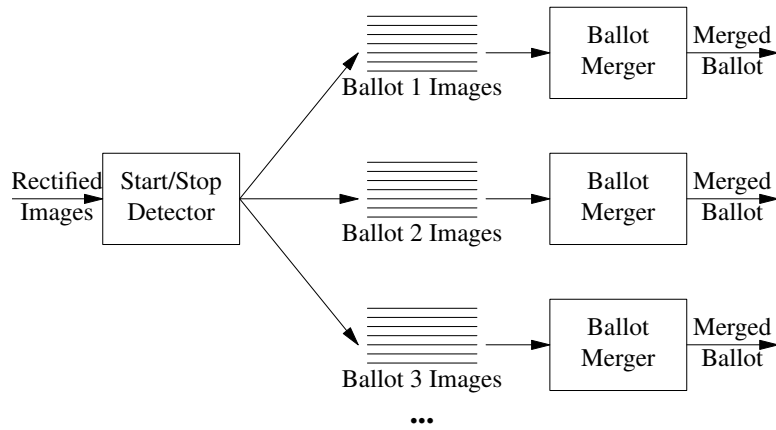 Ballot 1 Images
Ballot
Merger
Merged
Ballot
Rectified
Images
Start/Stop
Detector
Ballot 2 Images
Ballot
Merger
Merged
Ballot
Ballot 3 Images
Ballot
Merger
Merged
Ballot
...